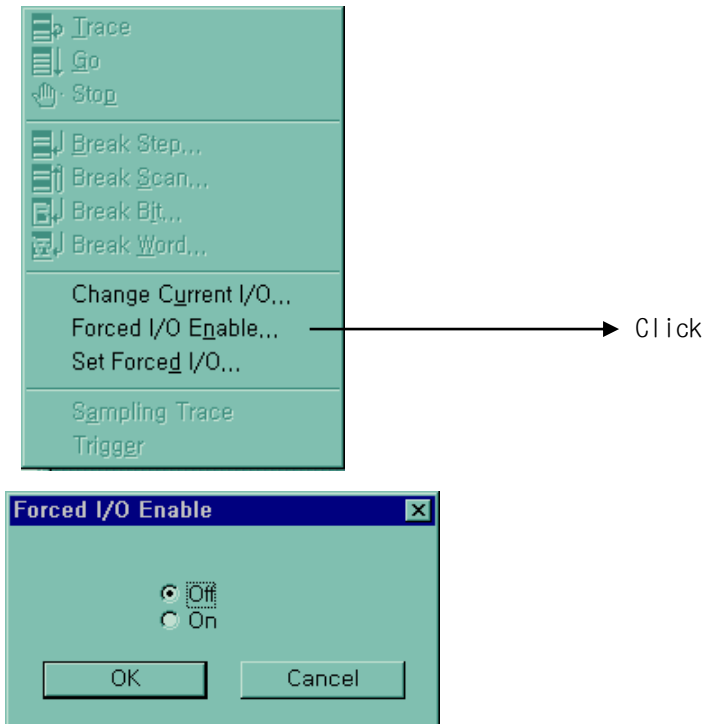 Trace
Go
Stop
Break Step...
Break Scan...
Break Bit...
Break Word...
Change Current I/O...
Forced I/O Enable... Click
Set Forced I/O...
Sampling Trace
Trigger
Forced I/O Enable
Off
On
OK Cancel